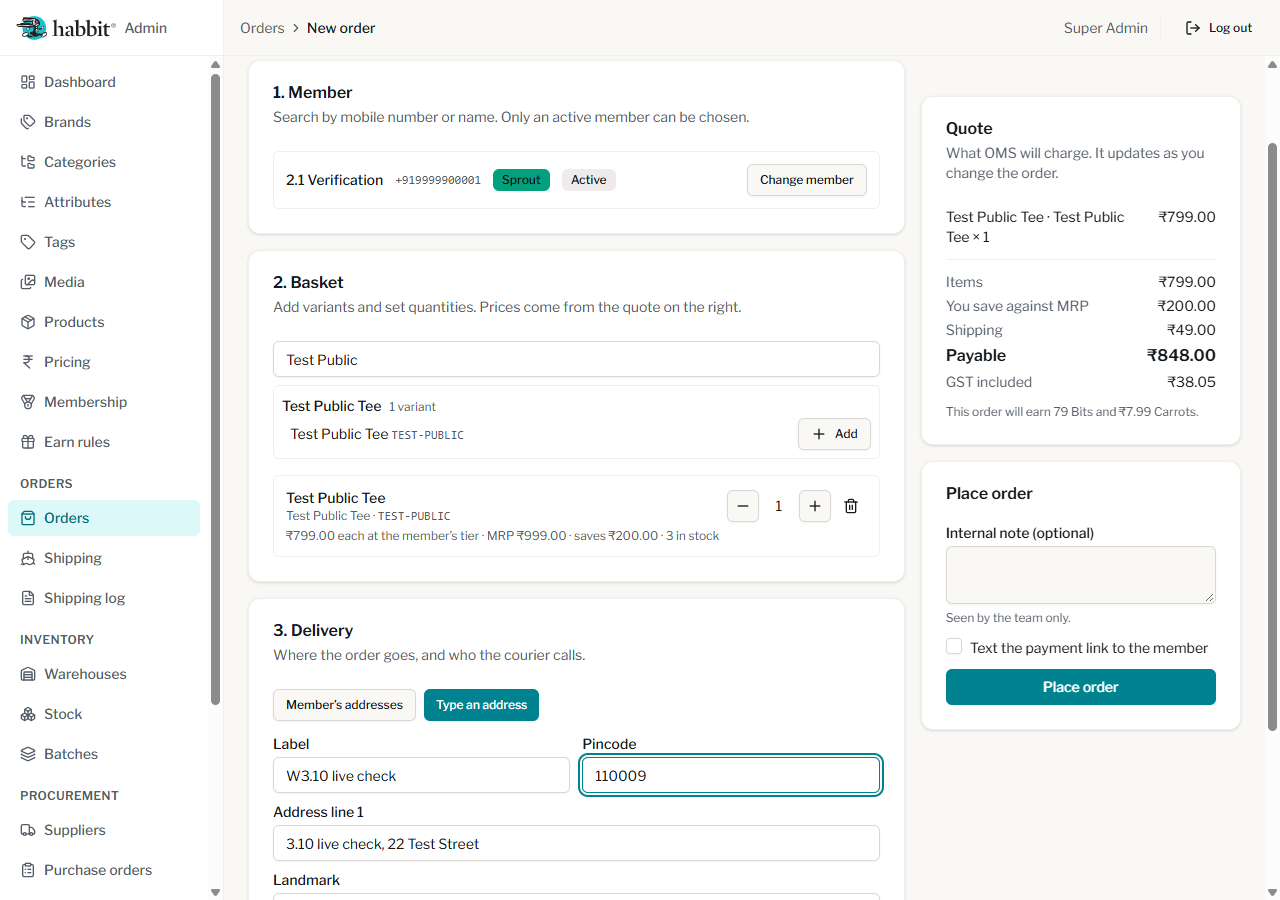 habbit® Admin
Orders > New order
Super Admin
Log out
Dashboard
Brands
Categories
Attributes
Tags
Media
Products
Pricing
Membership
Earn rules
ORDERS
Orders
Shipping
Shipping log
INVENTORY
Warehouses
Stock
Batches
PROCUREMENT
Suppliers
Purchase orders
1. Member
Search by mobile number or name. Only an active member can be chosen.
2.1 Verification +919999900001 Sprout Active Change member
2. Basket
Add variants and set quantities. Prices come from the quote on the right.
Test Public
Test Public Tee 1 variant
Test Public Tee TEST-PUBLIC Add
Test Public Tee
Test Public Tee · TEST-PUBLIC
₹799.00 each at the member's tier · MRP ₹999.00 · saves ₹200.00 · 3 in stock
1
3. Delivery
Where the order goes, and who the courier calls.
Member's addresses Type an address
Label Pincode
W3.10 live check 110009
Address line 1
3.10 live check, 22 Test Street
Landmark
Quote
What OMS will charge. It updates as you
change the order.
Test Public Tee · Test Public ₹799.00
Tee × 1
Items ₹799.00
You save against MRP ₹200.00
Shipping ₹49.00
Payable ₹848.00
GST included ₹38.05
This order will earn 79 Bits and ₹7.99 Carrots.
Place order
Internal note (optional)
Seen by the team only.
Text the payment link to the member
Place order